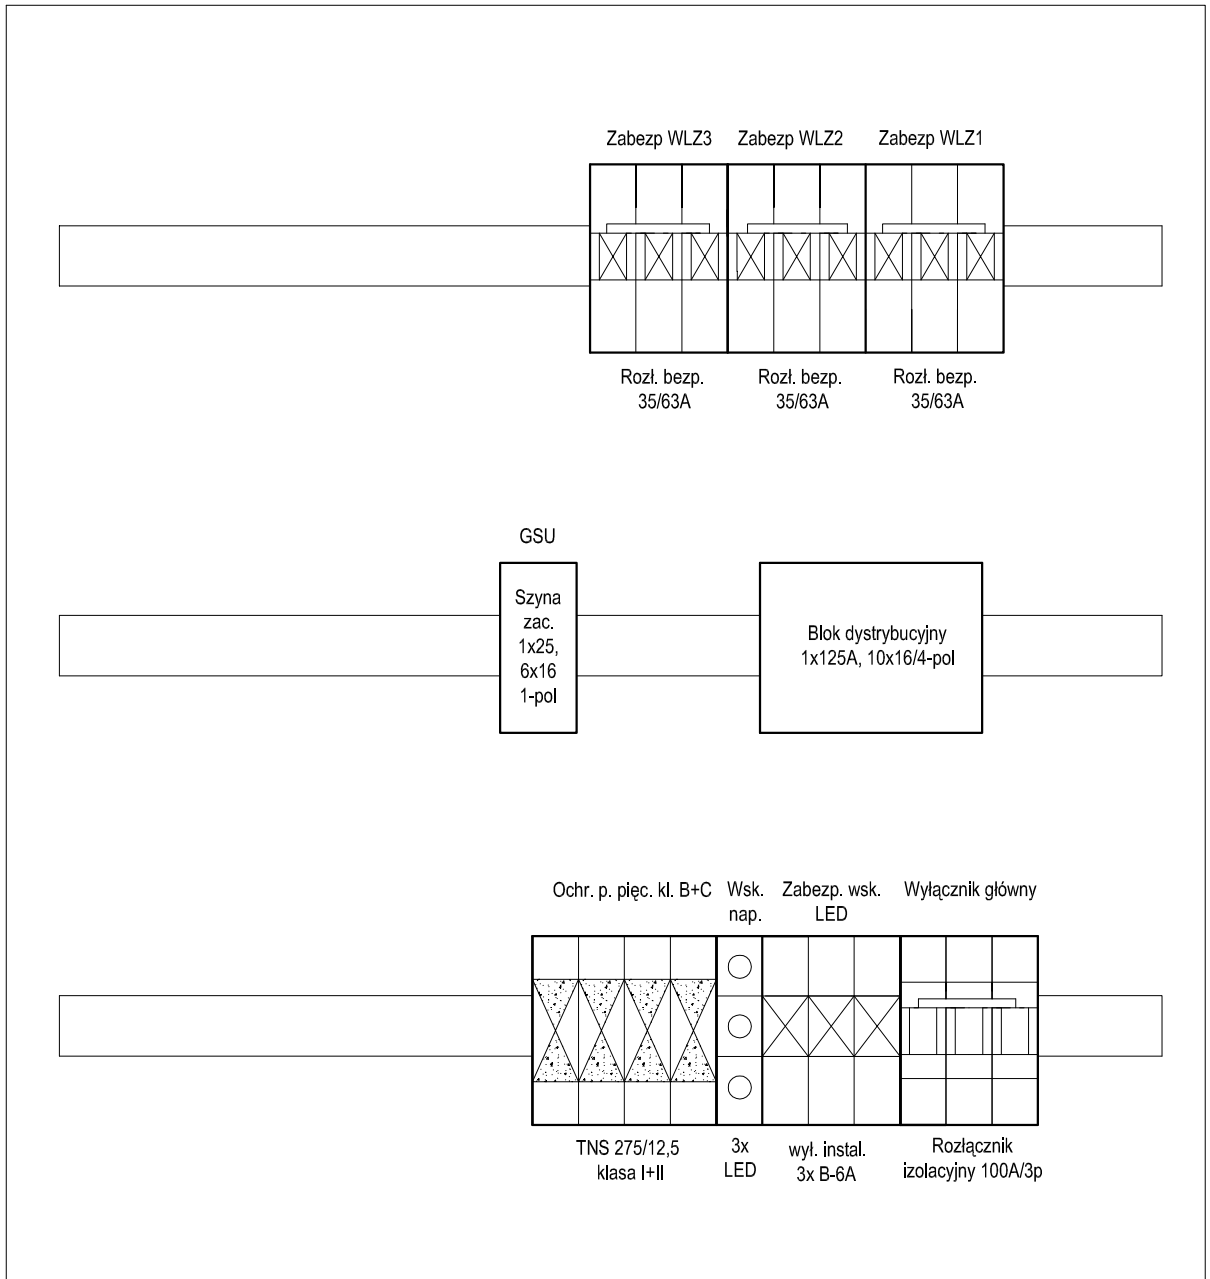 Zabezp WLZ3
Zabezp WLZ2
Zabezp WLZ1
Rozł. bezp.
35/63A
Rozł. bezp.
35/63A
Rozł. bezp.
35/63A
GSU
Szyna
zac.
1x25,
6x16
1-pol
Blok dystrybucyjny
1x125A, 10x16/4-pol
Ochr. p. pięc. kl. B+C
Wsk.
nap.
Zabezp. wsk.
LED
Wyłącznik główny
TNS 275/12,5
klasa I+II
3x
LED
wył. instal.
3x B-6A
Rozłącznik
izolacyjny 100A/3p